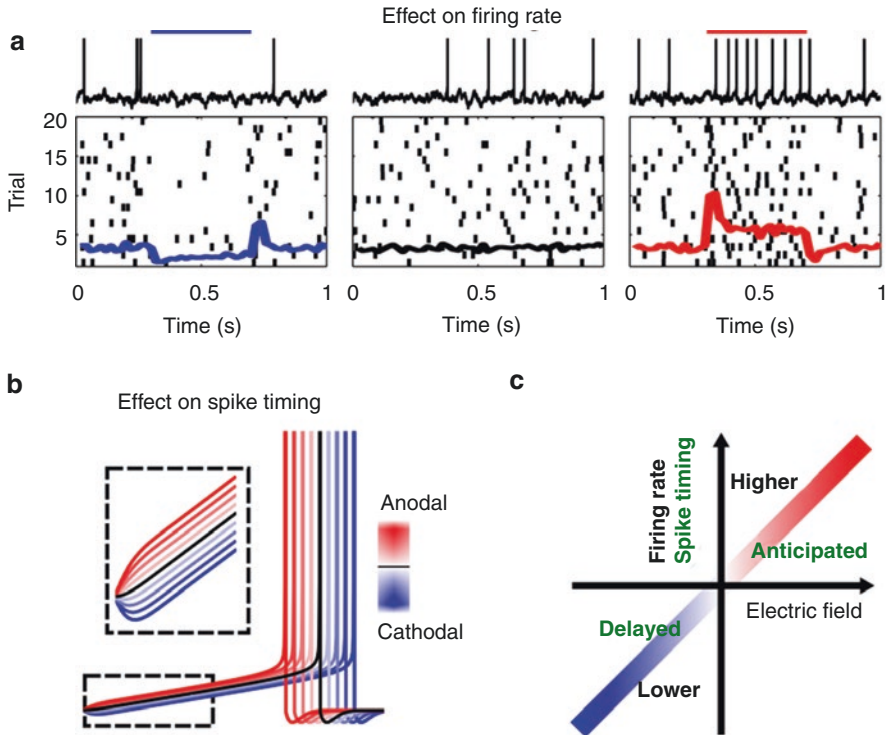 Effect on firing rate
a
Trial
20
15
10
5
0 0.5 1
0 0.5 1
0 0.5 1
Time (s)
Time (s)
Time (s)
b
Effect on spike timing
Anodal
Cathodal
c
Firing rate
Spike timing
Higher
Anticipated
Electric field
Delayed
Lower